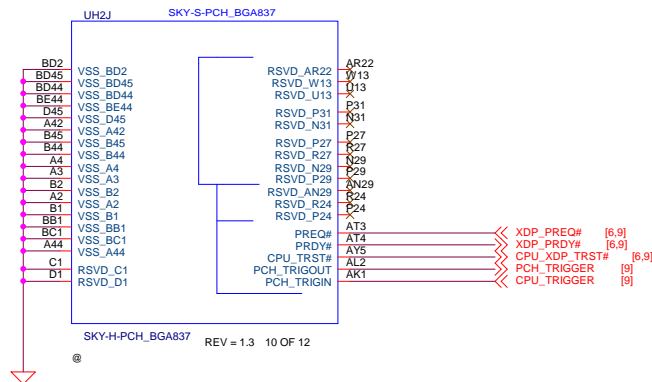 UH2J SKY-S-PCH_BGA837
BD2 VSS_BD2 RSVD_AR22 AR22
BD45 VSS_BD45 RSVD_W13 W13
BD44 VSS_BD44 RSVD_U13 U13
BE44 VSS_BE44
D45 VSS_D45 RSVD_P31 P31
A42 VSS_A42 RSVD_N31 N31
B45 VSS_B45 RSVD_P27 P27
B44 VSS_B44 RSVD_R27 R27
A4 VSS_A4 RSVD_N29 N29
A3 VSS_A3 RSVD_P29 P29
B2 VSS_B2 RSVD_AN29 AN29
A2 VSS_A2 RSVD_R24 R24
B1 VSS_B1 RSVD_P24 P24
BB1 VSS_BB1
BC1 VSS_BC1 PREQ# AT3 XDP_PREQ# [6,9]
A44 VSS_A44 PRDY# AT4 XDP_PRDY# [6,9]
CPU_TRST# AY5 CPU_XDP_TRST# [6,9]
C1 RSVD_C1 PCH_TRIGOUT AL2 PCH_TRIGGER [9]
D1 RSVD_D1 PCH_TRIGIN AK1 CPU_TRIGGER [9]
SKY-H-PCH_BGA837 REV = 1.3 10 OF 12
@